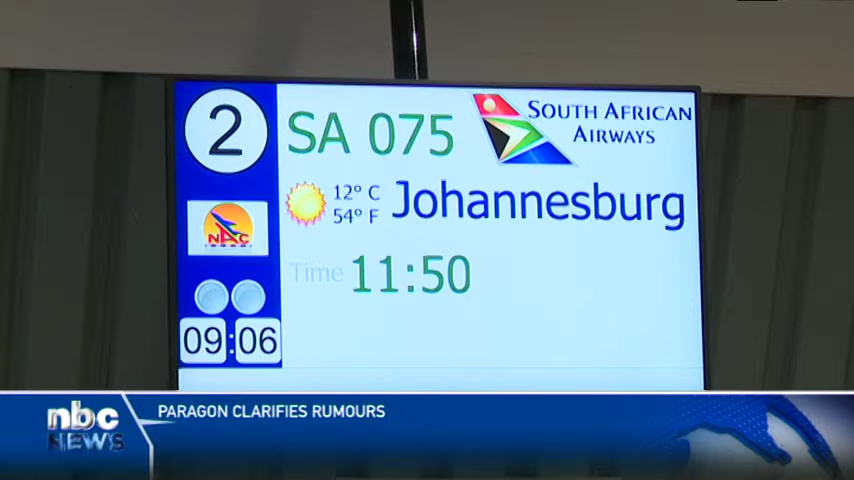 2
SA 075
SOUTH AFRICAN
AIRWAYS
12° C
54° F
Johannesburg
NAC
Time 11:50
09:06
nbc
NEWS
PARAGON CLARIFIES RUMOURS